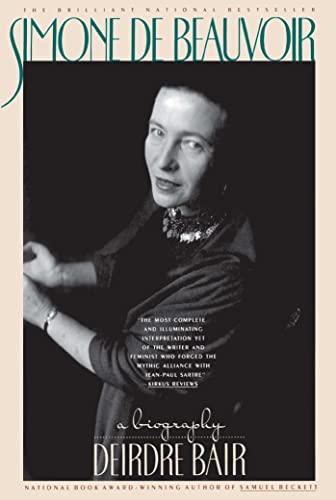 THE BRILLIANT NATIONAL BESTSELLER
SIMONE DE BEAUVOIR
"THE MOST COMPLETE
AND ILLUMINATING
INTERPRETATION YET
OF THE WRITER AND
FEMINIST WHO FORGED THE
MYTHIC ALLIANCE WITH
JEAN-PAUL SARTRE"
—KIRKUS REVIEWS
a biography
DEIRDRE BAIR
NATIONAL BOOK AWARD-WINNING AUTHOR OF SAMUEL BECKETT